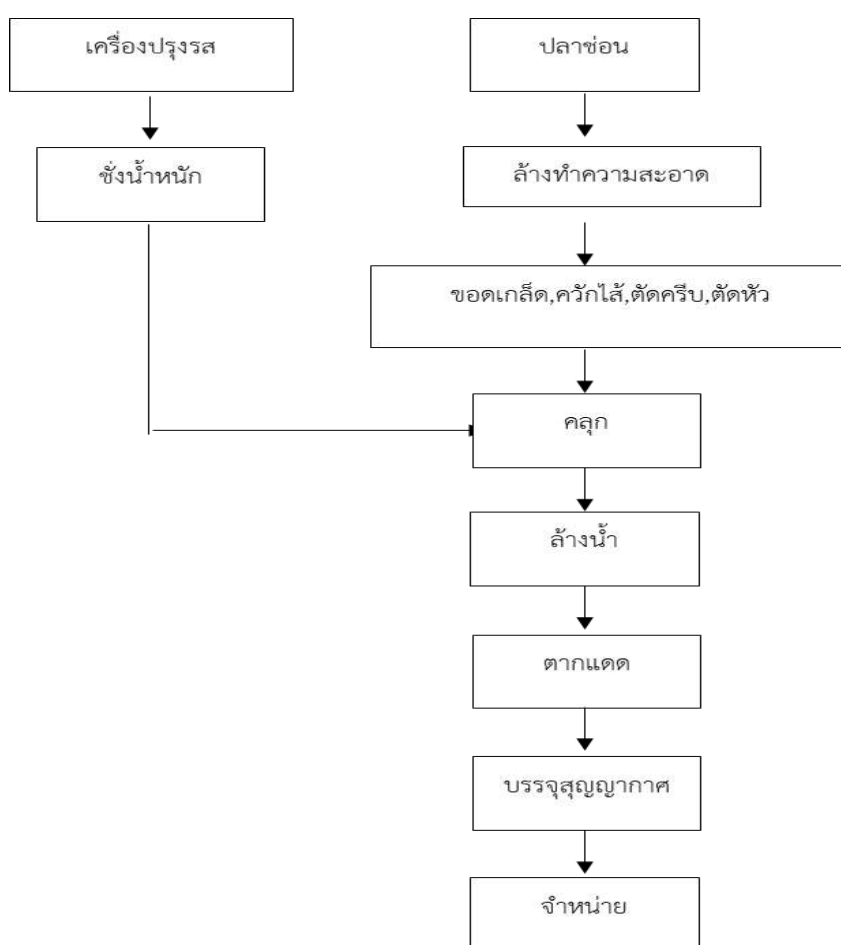 เครื่องปรุงรส
ปลาช่อน
ชั่งน้ำหนัก
ล้างทำความสะอาด
ขอดเกล็ด,ควักไส้,ตัดครีบ,ตัดหัว
คลุก
ล้างน้ำ
ตากแดด
บรรจุสุญญากาศ
จำหน่าย